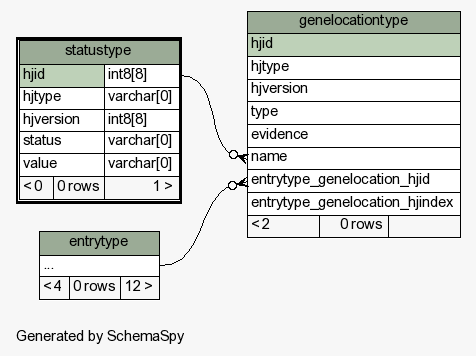 statustype
hjid int8[8]
hjtype varchar[0]
hjversion int8[8]
status varchar[0]
value varchar[0]
< 0 0 rows 1 >
genelocationtype
hjid
hjtype
hjversion
type
evidence
name
entrytype_genelocation_hjid
entrytype_genelocation_hjindex
< 2 0 rows
entrytype
...
< 4 0 rows 12 >
Generated by SchemaSpy